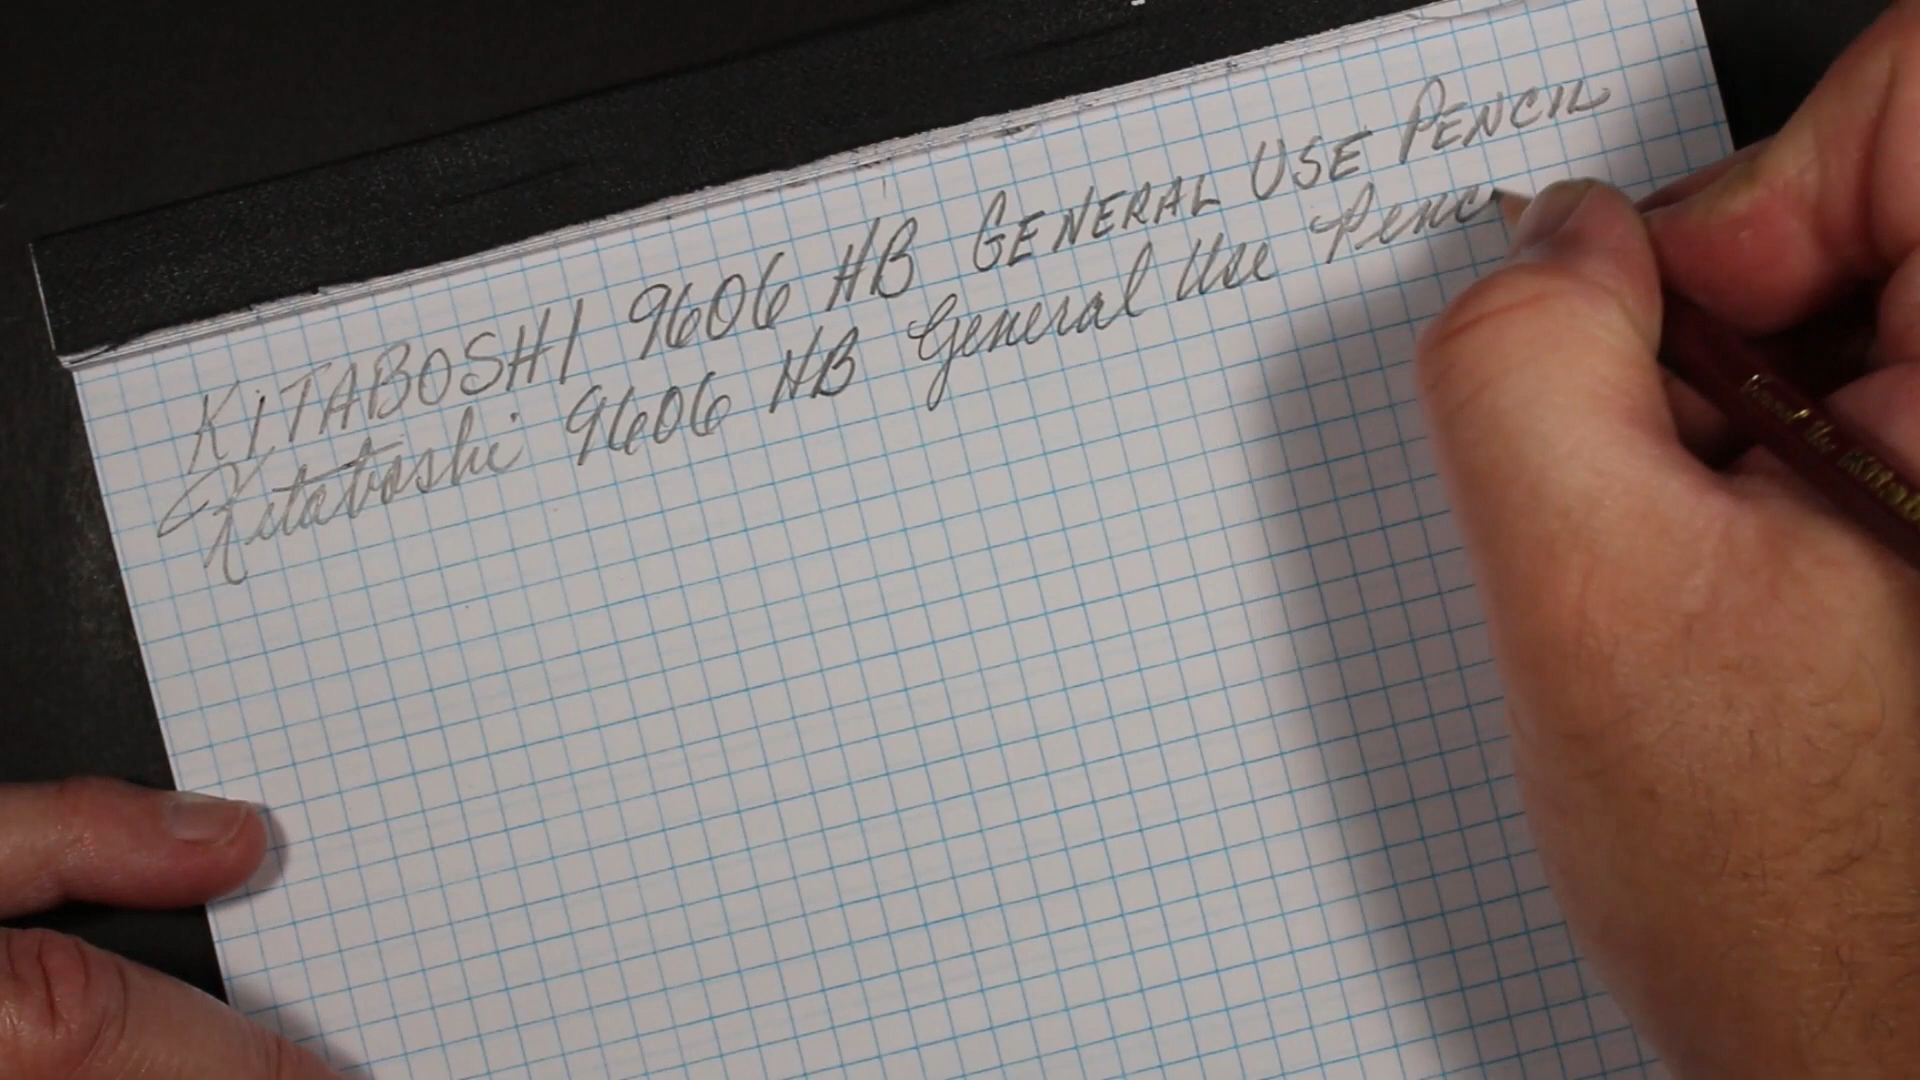 KITABOSHI 9606 HB GENERAL USE PENCIL
Kitaboshi 9606 HB General Use Penc